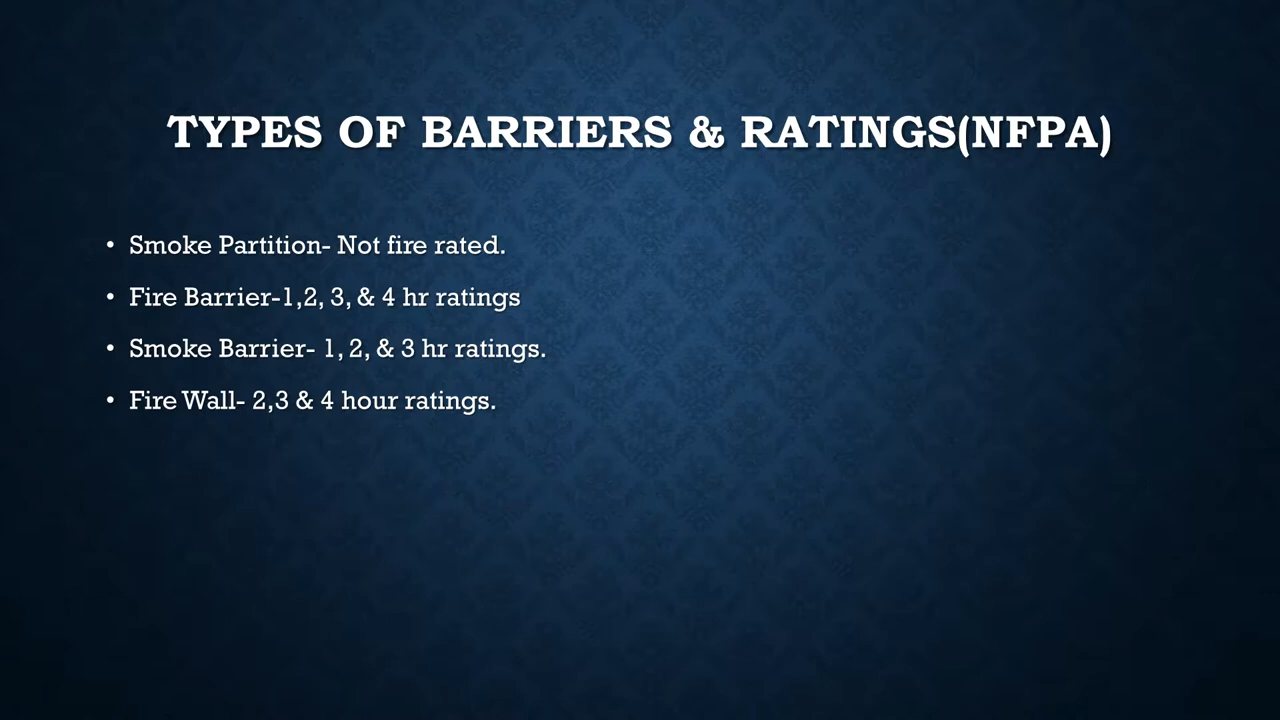 TYPES OF BARRIERS & RATINGS(NFPA)
• Smoke Partition- Not fire rated.
• Fire Barrier-1,2, 3, & 4 hr ratings
• Smoke Barrier- 1, 2, & 3 hr ratings.
• Fire Wall- 2,3 & 4 hour ratings.